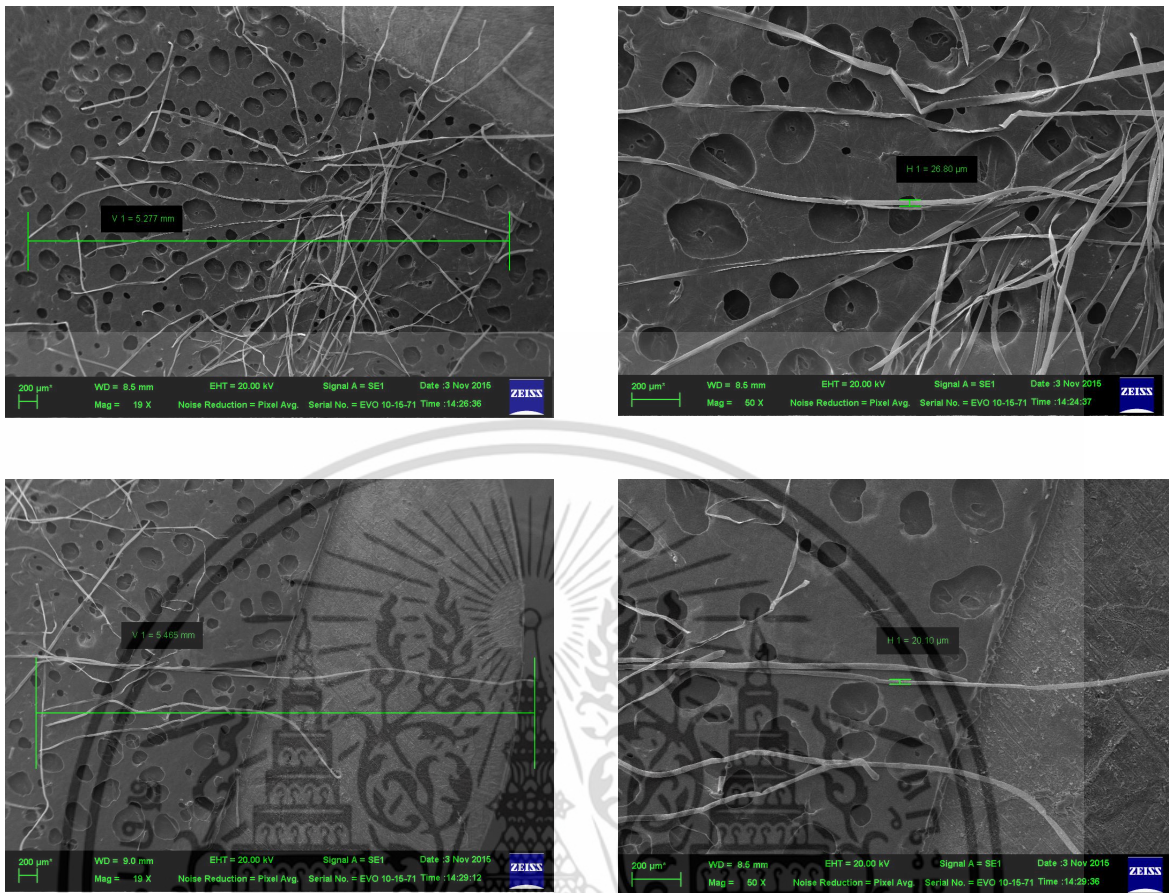 V 1 = 5.277 mm
200 µm*
WD = 8.5 mm
EHT = 20.00 kV
Signal A = SE1
Date :3 Nov 2015
Mag = 19 X
Noise Reduction = Pixel Avg.
Serial No. = EVO 10-15-71
Time :14:26:36
ZEISS
H 1 = 26.80 µm
200 µm*
WD = 8.5 mm
EHT = 20.00 kV
Signal A = SE1
Date :3 Nov 2015
Mag = 50 X
Noise Reduction = Pixel Avg.
Serial No. = EVO 10-15-71
Time :14:24:37
ZEISS
V 1 = 5.465 mm
200 µm*
WD = 9.0 mm
EHT = 20.00 kV
Signal A = SE1
Date :3 Nov 2015
Mag = 19 X
Noise Reduction = Pixel Avg.
Serial No. = EVO 10-15-71
Time :14:29:12
ZEISS
H 1 = 20.10 µm
200 µm*
WD = 8.5 mm
EHT = 20.00 kV
Signal A = SE1
Date :3 Nov 2015
Mag = 50 X
Noise Reduction = Pixel Avg.
Serial No. = EVO 10-15-71
Time :14:29:36
ZEISS